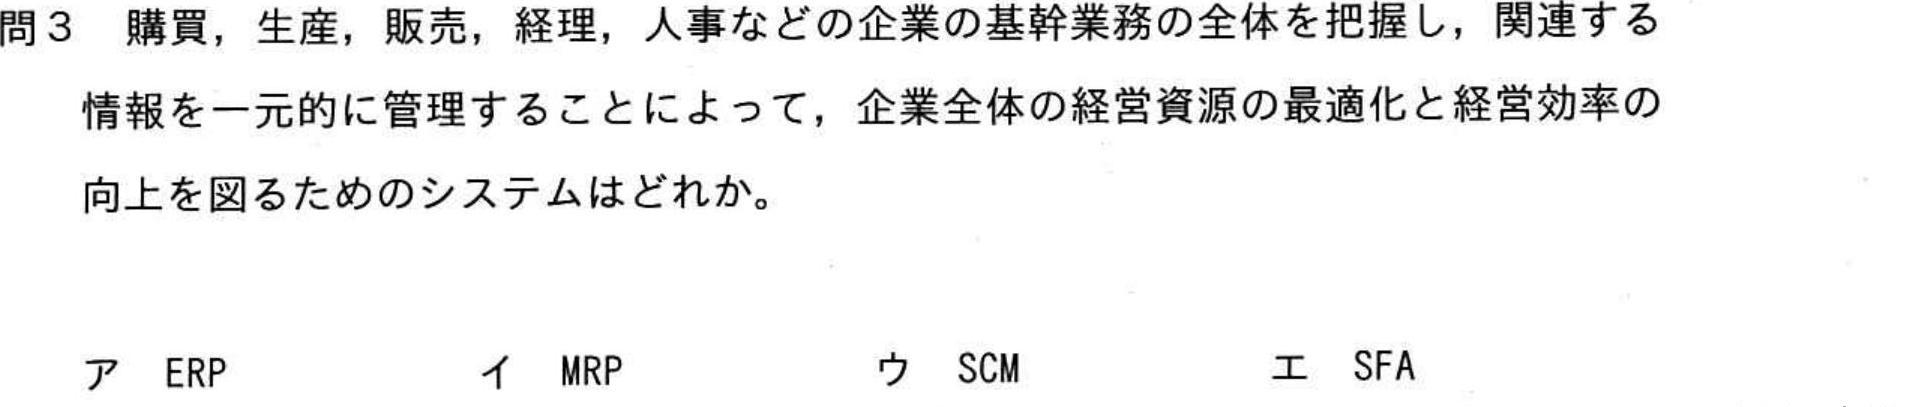 問3 購買，生産，販売，経理，人事などの企業の基幹業務の全体を把握し，関連する
情報を一元的に管理することによって，企業全体の経営資源の最適化と経営効率の
向上を図るためのシステムはどれか。
ア ERP イ MRP ウ SCM エ SFA